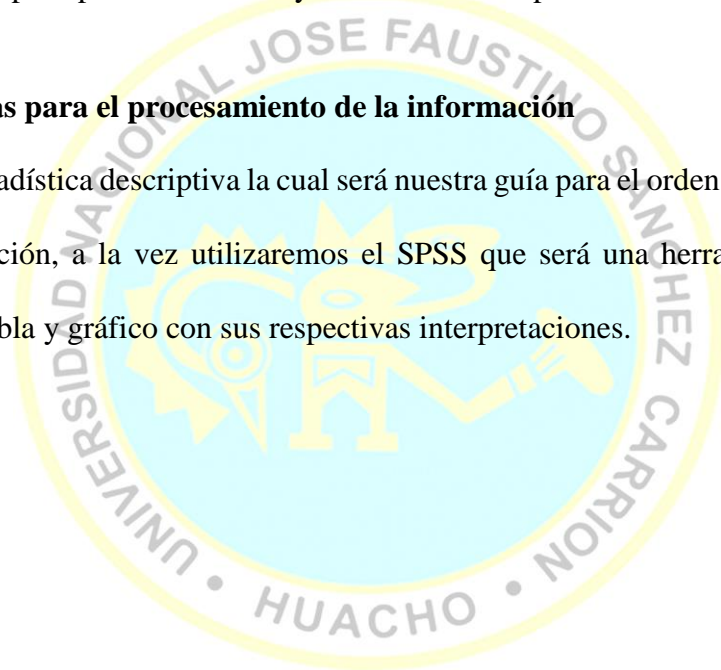 as para el procesamiento de la información
adística descriptiva la cual será nuestra guía para el orden
ción, a la vez utilizaremos el SPSS que será una herra
bla y gráfico con sus respectivas interpretaciones.
UNIVERSIDAD NACIONAL JOSE FAUSTINO SANCHEZ CARRION
• HUACHO •